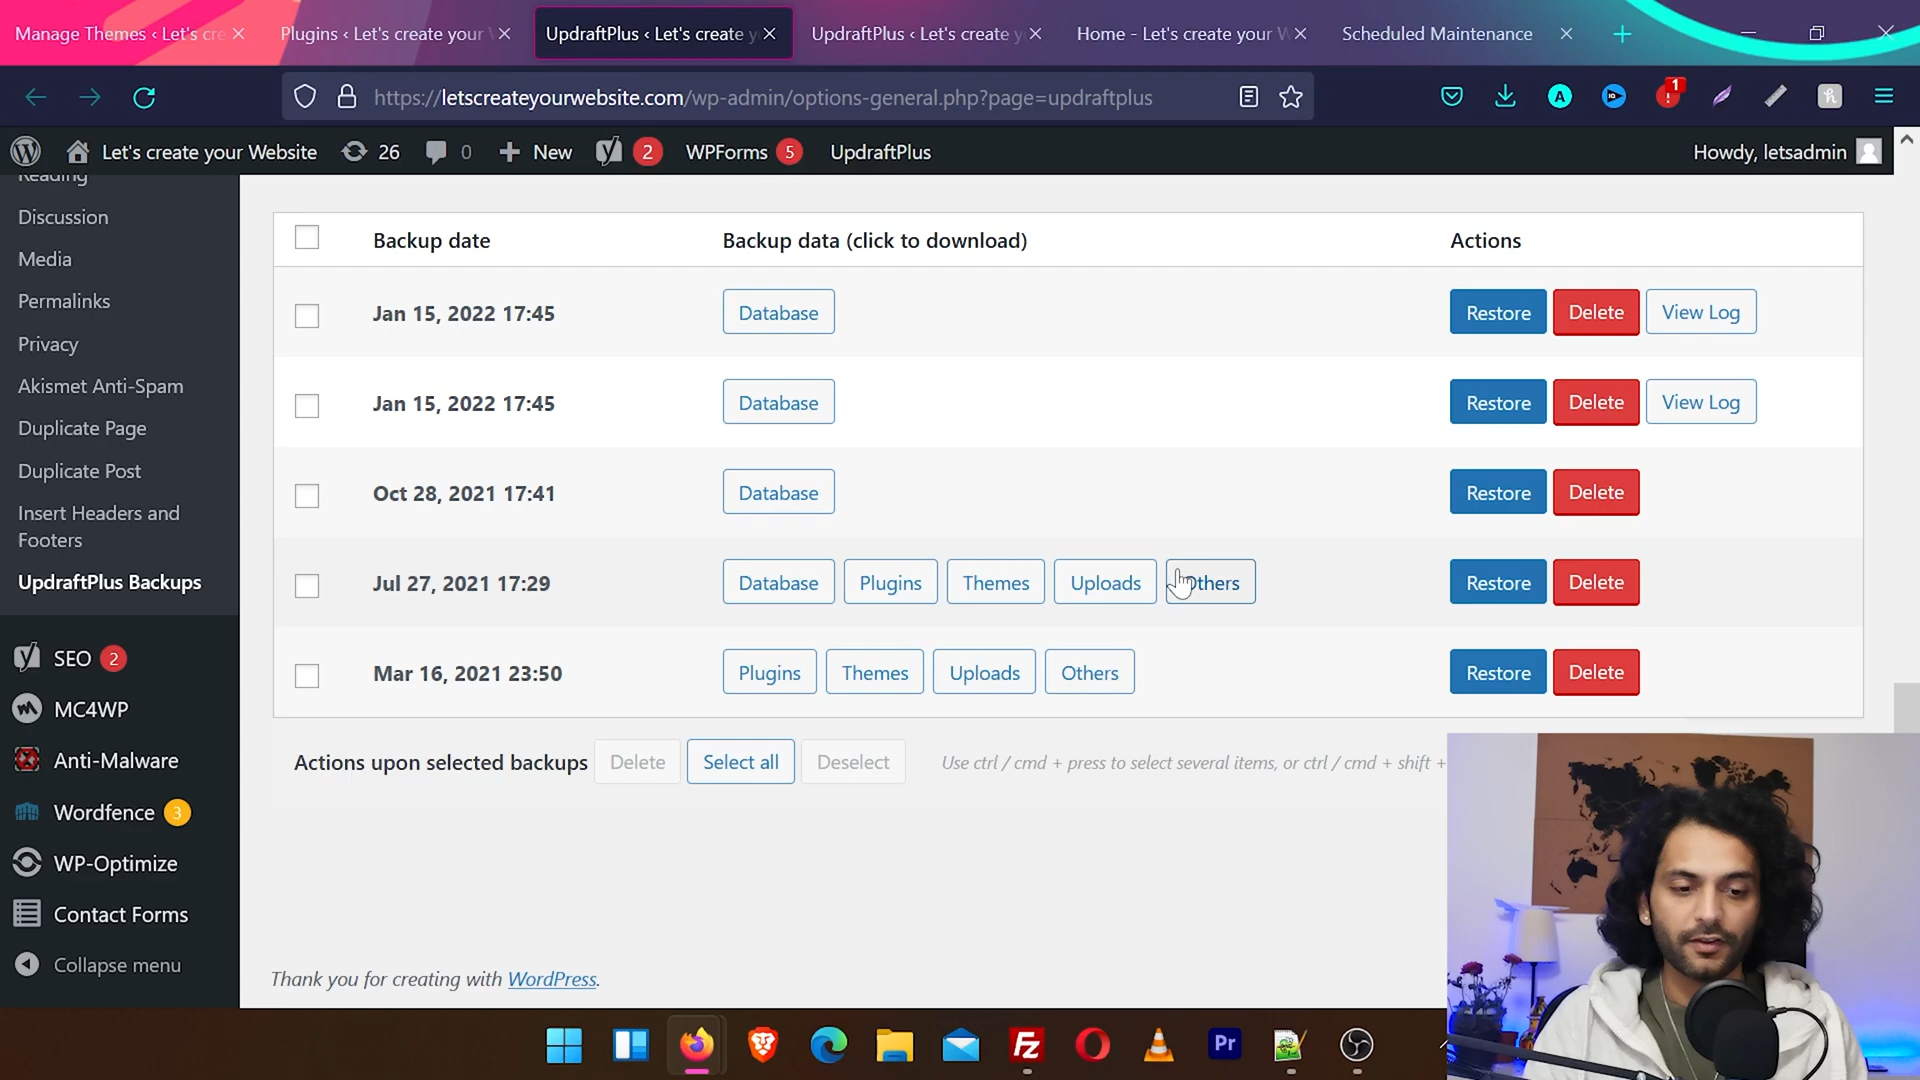 Manage Themes ‹ Let's cre
Plugins ‹ Let's create your
UpdraftPlus ‹ Let's create y
UpdraftPlus ‹ Let's create y
Home - Let's create your W
Scheduled Maintenance
https://letscreateyourwebsite.com/wp-admin/options-general.php?page=updraftplus
1
Let's create your Website
26
0
New
2
WPForms 5
UpdraftPlus
Howdy, letsadmin
Reading
Discussion
Media
Permalinks
Privacy
Akismet Anti-Spam
Duplicate Page
Duplicate Post
Insert Headers and
Footers
UpdraftPlus Backups
SEO 2
MC4WP
Anti-Malware
Wordfence 3
WP-Optimize
Contact Forms
Collapse menu
Backup date Backup data (click to download) Actions
Jan 15, 2022 17:45 Database Restore Delete View Log
Jan 15, 2022 17:45 Database Restore Delete View Log
Oct 28, 2021 17:41 Database Restore Delete
Jul 27, 2021 17:29 Database Plugins Themes Uploads Others Restore Delete
Mar 16, 2021 23:50 Plugins Themes Uploads Others Restore Delete
Actions upon selected backups Delete Select all Deselect Use ctrl / cmd + press to select several items, or ctrl / cmd + shift +
Thank you for creating with WordPress.
Fz
Pr